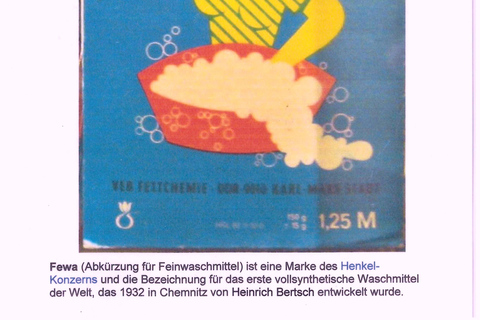 VEB FETTCHEMIE · DDR-9010 KARL-MARX-STADT
150 g
± 15 g
1,25 M
Fewa (Abkürzung für Feinwaschmittel) ist eine Marke des Henkel-
Konzerns und die Bezeichnung für das erste vollsynthetische Waschmittel
der Welt, das 1932 in Chemnitz von Heinrich Bertsch entwickelt wurde.